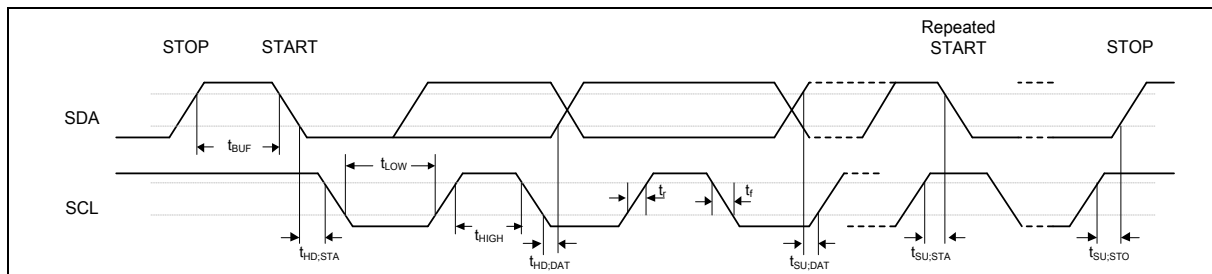 STOP START Repeated START STOP
SDA
t_BUF
t_LOW
SCL
t_r t_f
t_HIGH
t_HD;STA t_HD;DAT t_SU;DAT t_SU;STA t_SU;STO